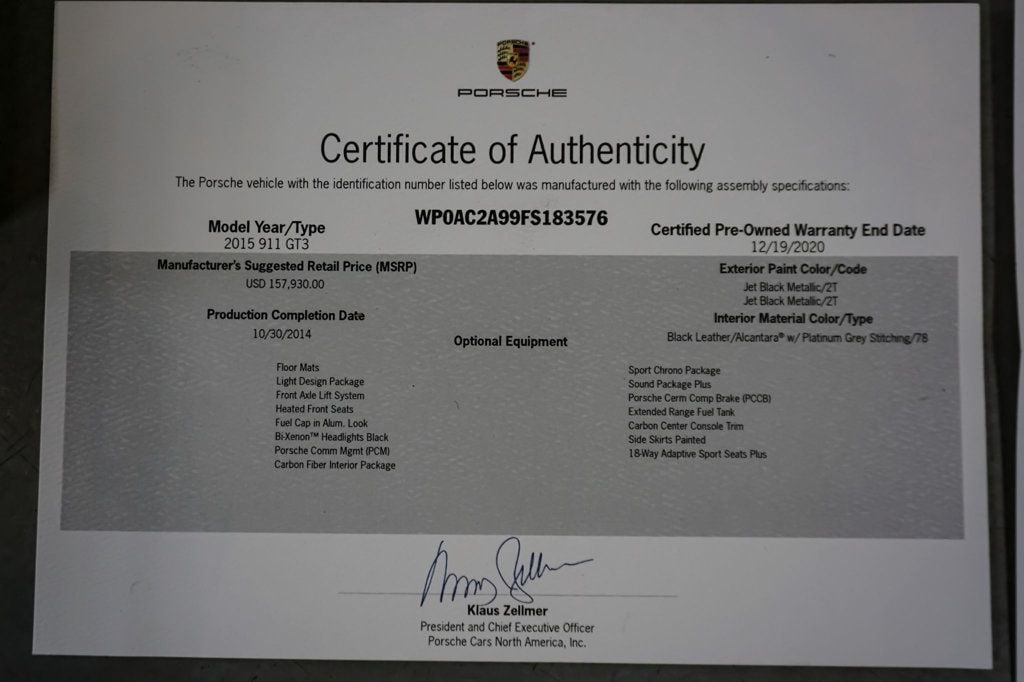 PORSCHE
PORSCHE
Certificate of Authenticity
The Porsche vehicle with the identification number listed below was manufactured with the following assembly specifications:
WP0AC2A99FS183576
Model Year/Type
2015 911 GT3
Certified Pre-Owned Warranty End Date
12/19/2020
Manufacturer's Suggested Retail Price (MSRP)
USD 157,930.00
Exterior Paint Color/Code
Jet Black Metallic/2T
Jet Black Metallic/2T
Production Completion Date
10/30/2014
Interior Material Color/Type
Black Leather/Alcantara® w/ Platinum Grey Stitching/78
Optional Equipment
Floor Mats
Light Design Package
Front Axle Lift System
Heated Front Seats
Fuel Cap in Alum. Look
Bi-Xenon™ Headlights Black
Porsche Comm Mgmt (PCM)
Carbon Fiber Interior Package
Sport Chrono Package
Sound Package Plus
Porsche Cerm Comp Brake (PCCB)
Extended Range Fuel Tank
Carbon Center Console Trim
Side Skirts Painted
18-Way Adaptive Sport Seats Plus
Klaus Zellmer
President and Chief Executive Officer
Porsche Cars North America, Inc.